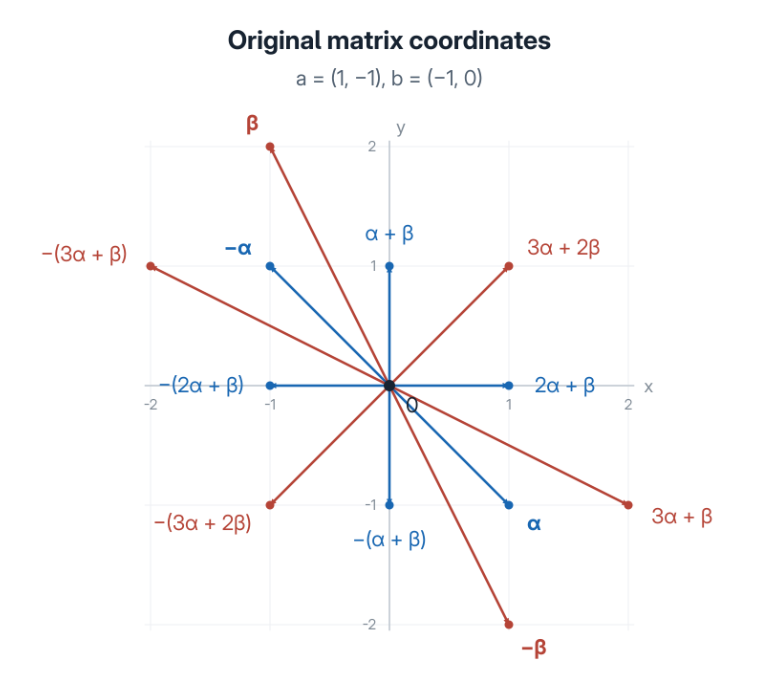 Original matrix coordinates
a = (1, −1), b = (−1, 0)
β
y
2
−α
α + β
3α + 2β
−(3α + β)
1
−(2α + β)
2α + β
x
-2
-1
0
1
2
-1
−(3α + 2β)
α
3α + β
−(α + β)
-2
−β